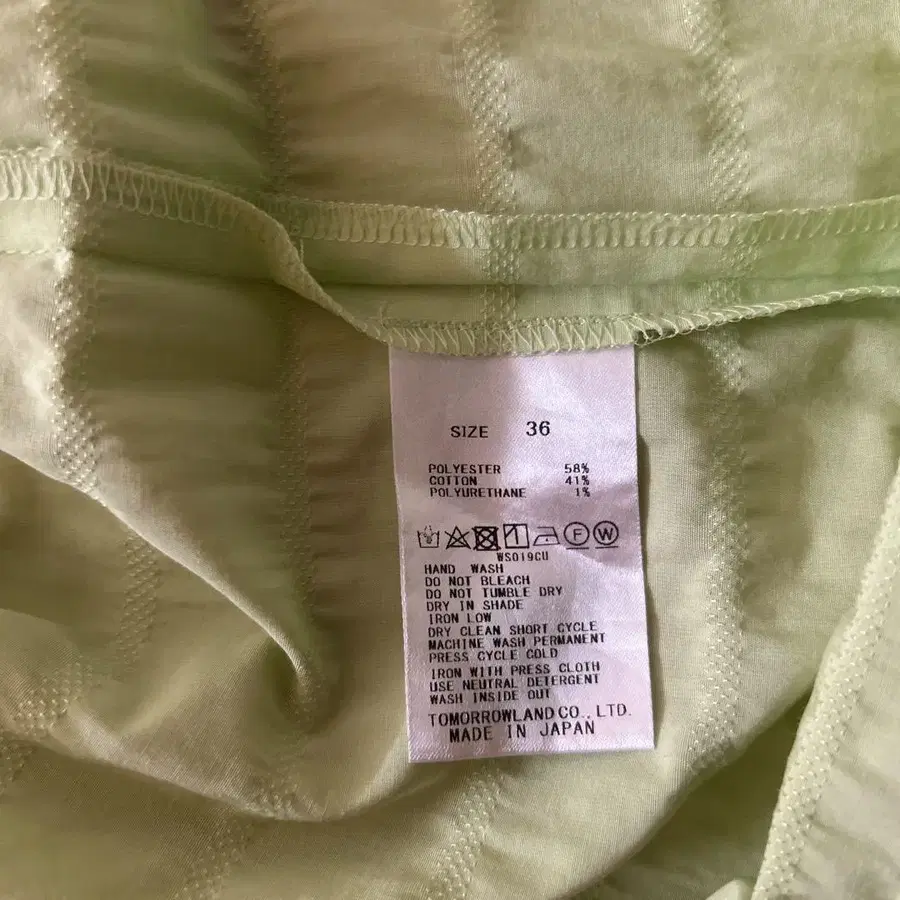 SIZE 36
POLYESTER 58%
COTTON 41%
POLYURETHANE 1%
F W
WS019CU
HAND WASH
DO NOT BLEACH
DO NOT TUMBLE DRY
DRY IN SHADE
IRON LOW
DRY CLEAN SHORT CYCLE
MACHINE WASH PERMANENT
PRESS CYCLE COLD
IRON WITH PRESS CLOTH
USE NEUTRAL DETERGENT
WASH INSIDE OUT
TOMORROWLAND CO., LTD.
MADE IN JAPAN